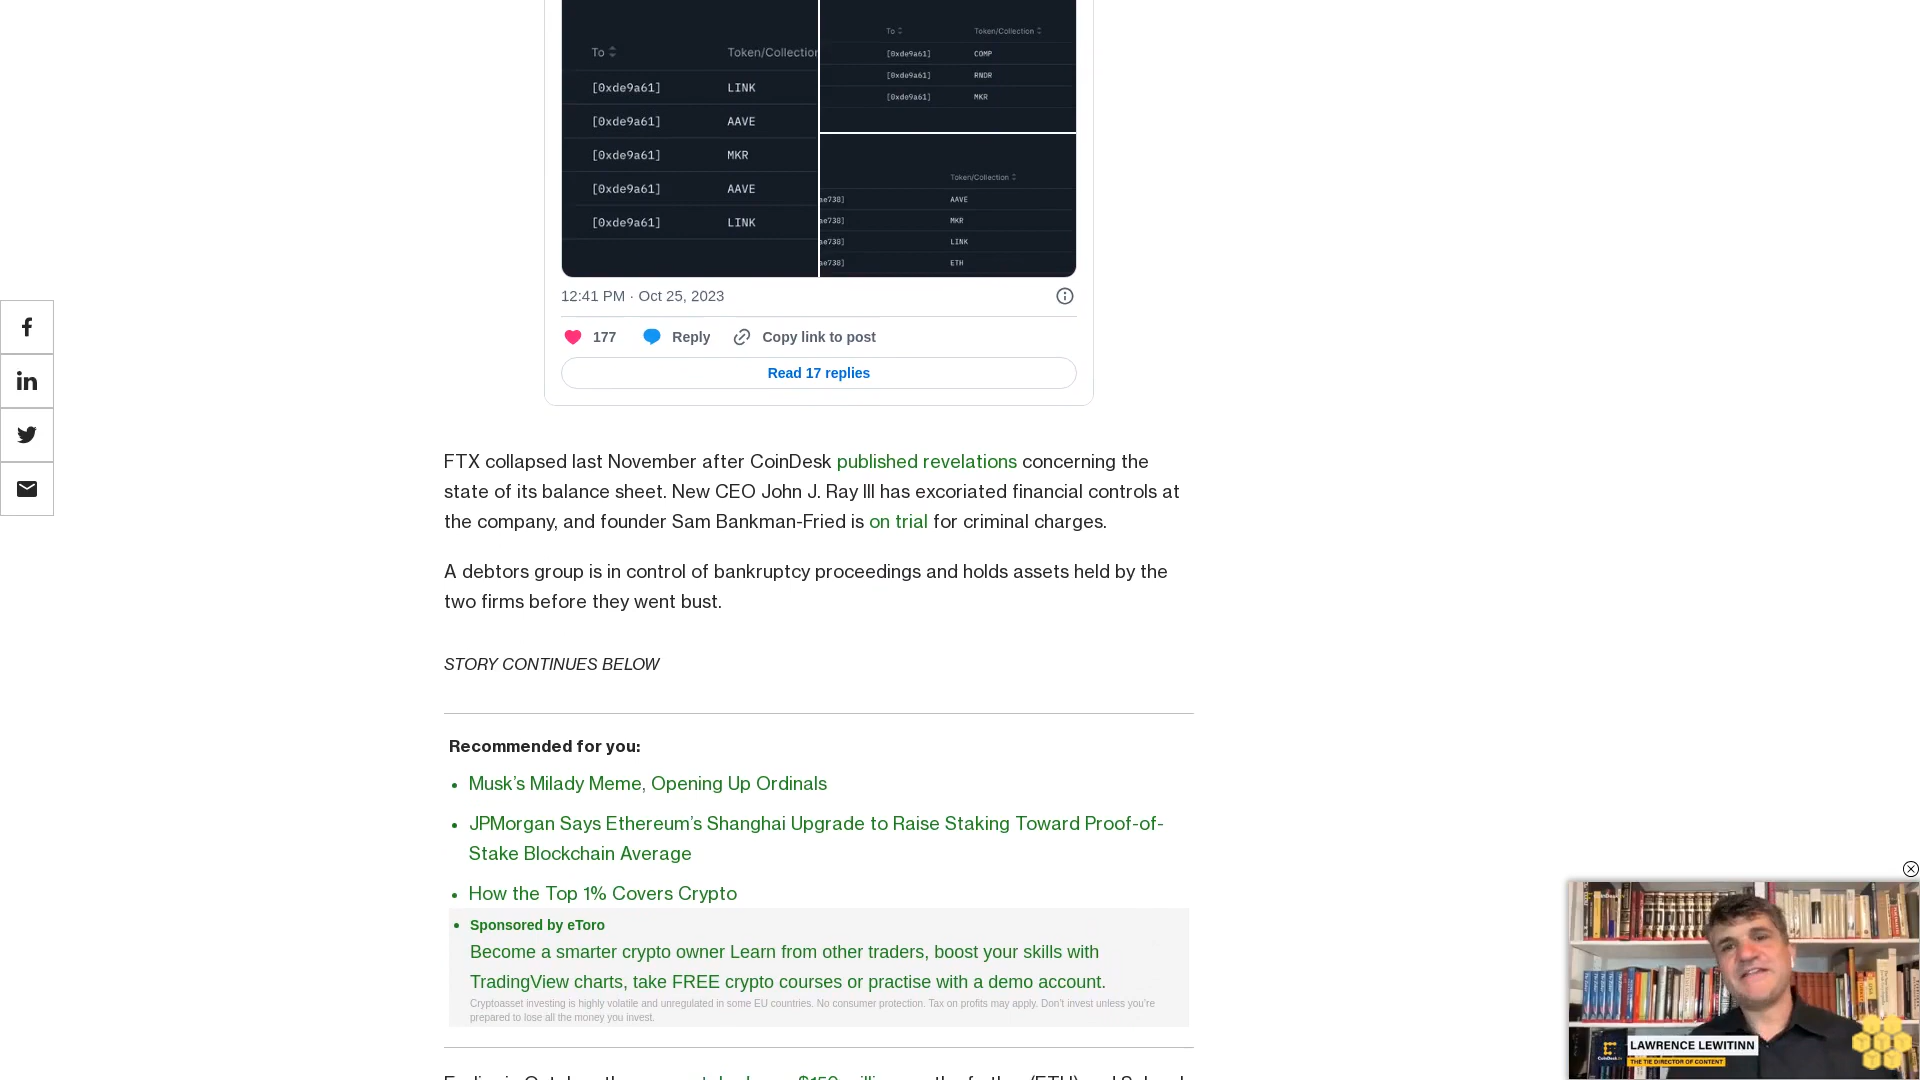 To Token/Collection
[0xde9a61] LINK
[0xde9a61] AAVE
[0xde9a61] MKR
[0xde9a61] AAVE
[0xde9a61] LINK
To Token/Collection
[0xde9a61] COMP
[0xde9a61] RNDR
[0xde9a61] MKR
Token/Collection
ae738] AAVE
ae738] MKR
ae738] LINK
ae738] ETH
12:41 PM · Oct 25, 2023
177 Reply Copy link to post
Read 17 replies
FTX collapsed last November after CoinDesk published revelations concerning the
state of its balance sheet. New CEO John J. Ray III has excoriated financial controls at
the company, and founder Sam Bankman-Fried is on trial for criminal charges.
A debtors group is in control of bankruptcy proceedings and holds assets held by the
two firms before they went bust.
STORY CONTINUES BELOW
Recommended for you:
• Musk’s Milady Meme, Opening Up Ordinals
• JPMorgan Says Ethereum’s Shanghai Upgrade to Raise Staking Toward Proof-of-
Stake Blockchain Average
• How the Top 1% Covers Crypto
• Sponsored by eToro
Become a smarter crypto owner Learn from other traders, boost your skills with
TradingView charts, take FREE crypto courses or practise with a demo account.
Cryptoasset investing is highly volatile and unregulated in some EU countries. No consumer protection. Tax on profits may apply. Don’t invest unless you’re
prepared to lose all the money you invest.
LAWRENCE LEWITINN
THE TIE DIRECTOR OF CONTENT